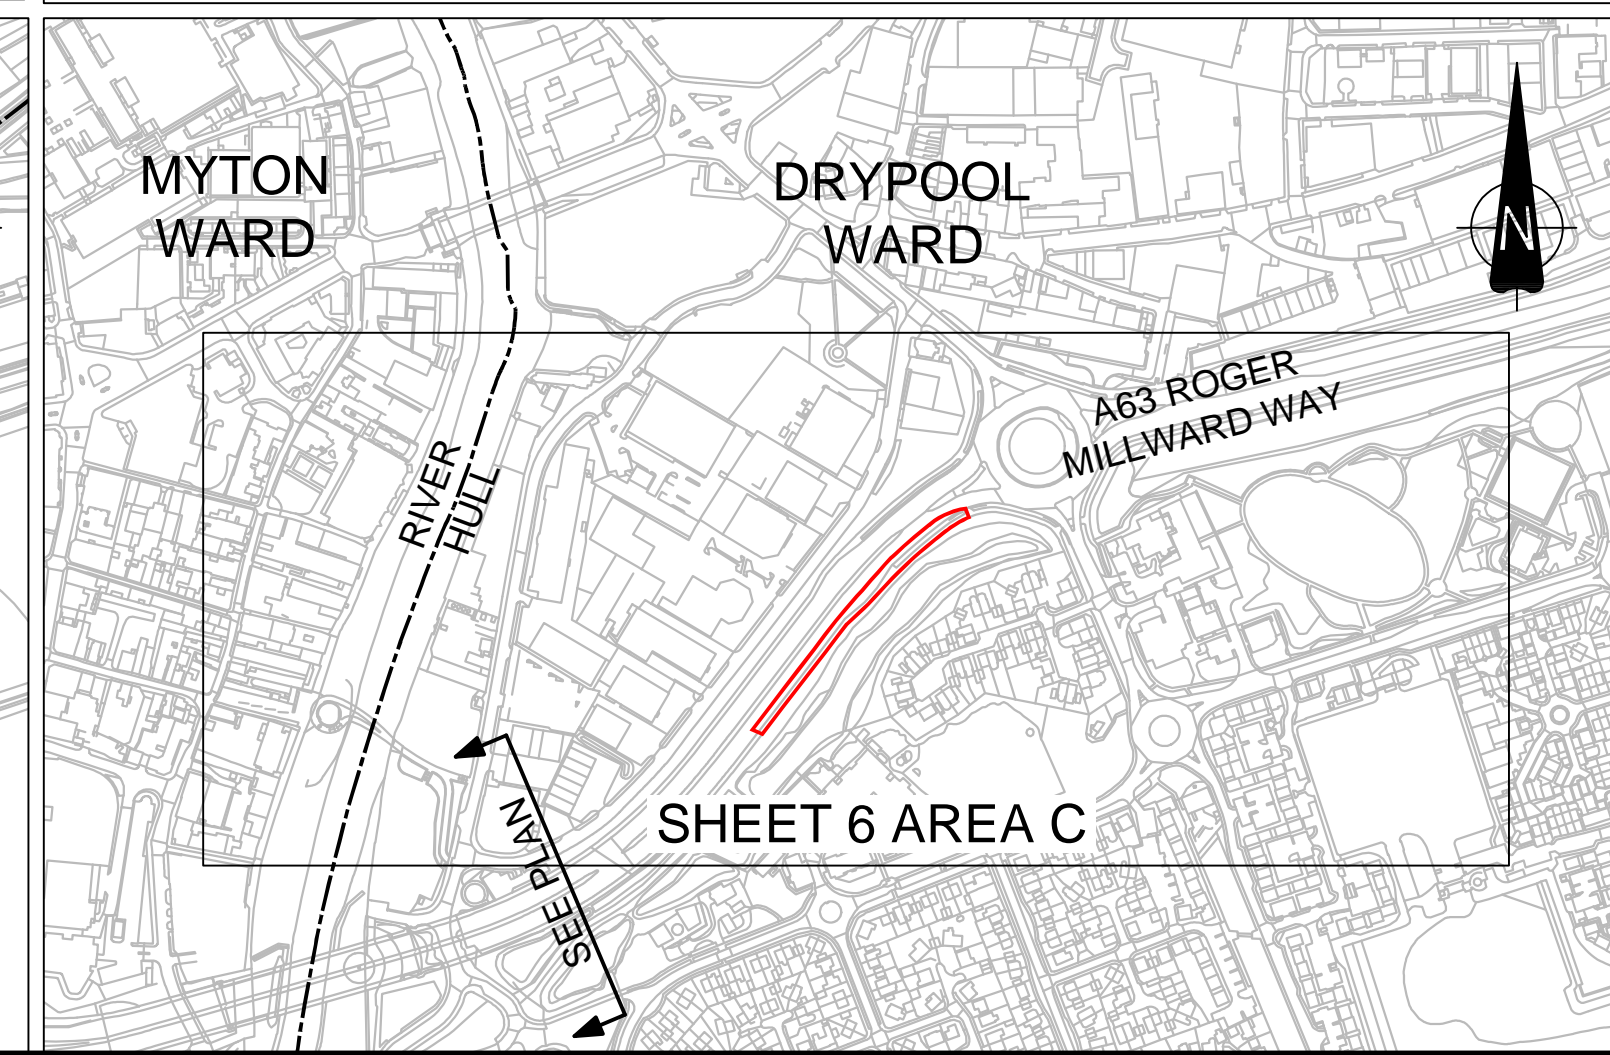 MYTON
WARD
DRYPOOL
WARD
N
A63 ROGER
MILLWARD WAY
RIVER
HULL
SEE PLAN
SHEET 6 AREA C